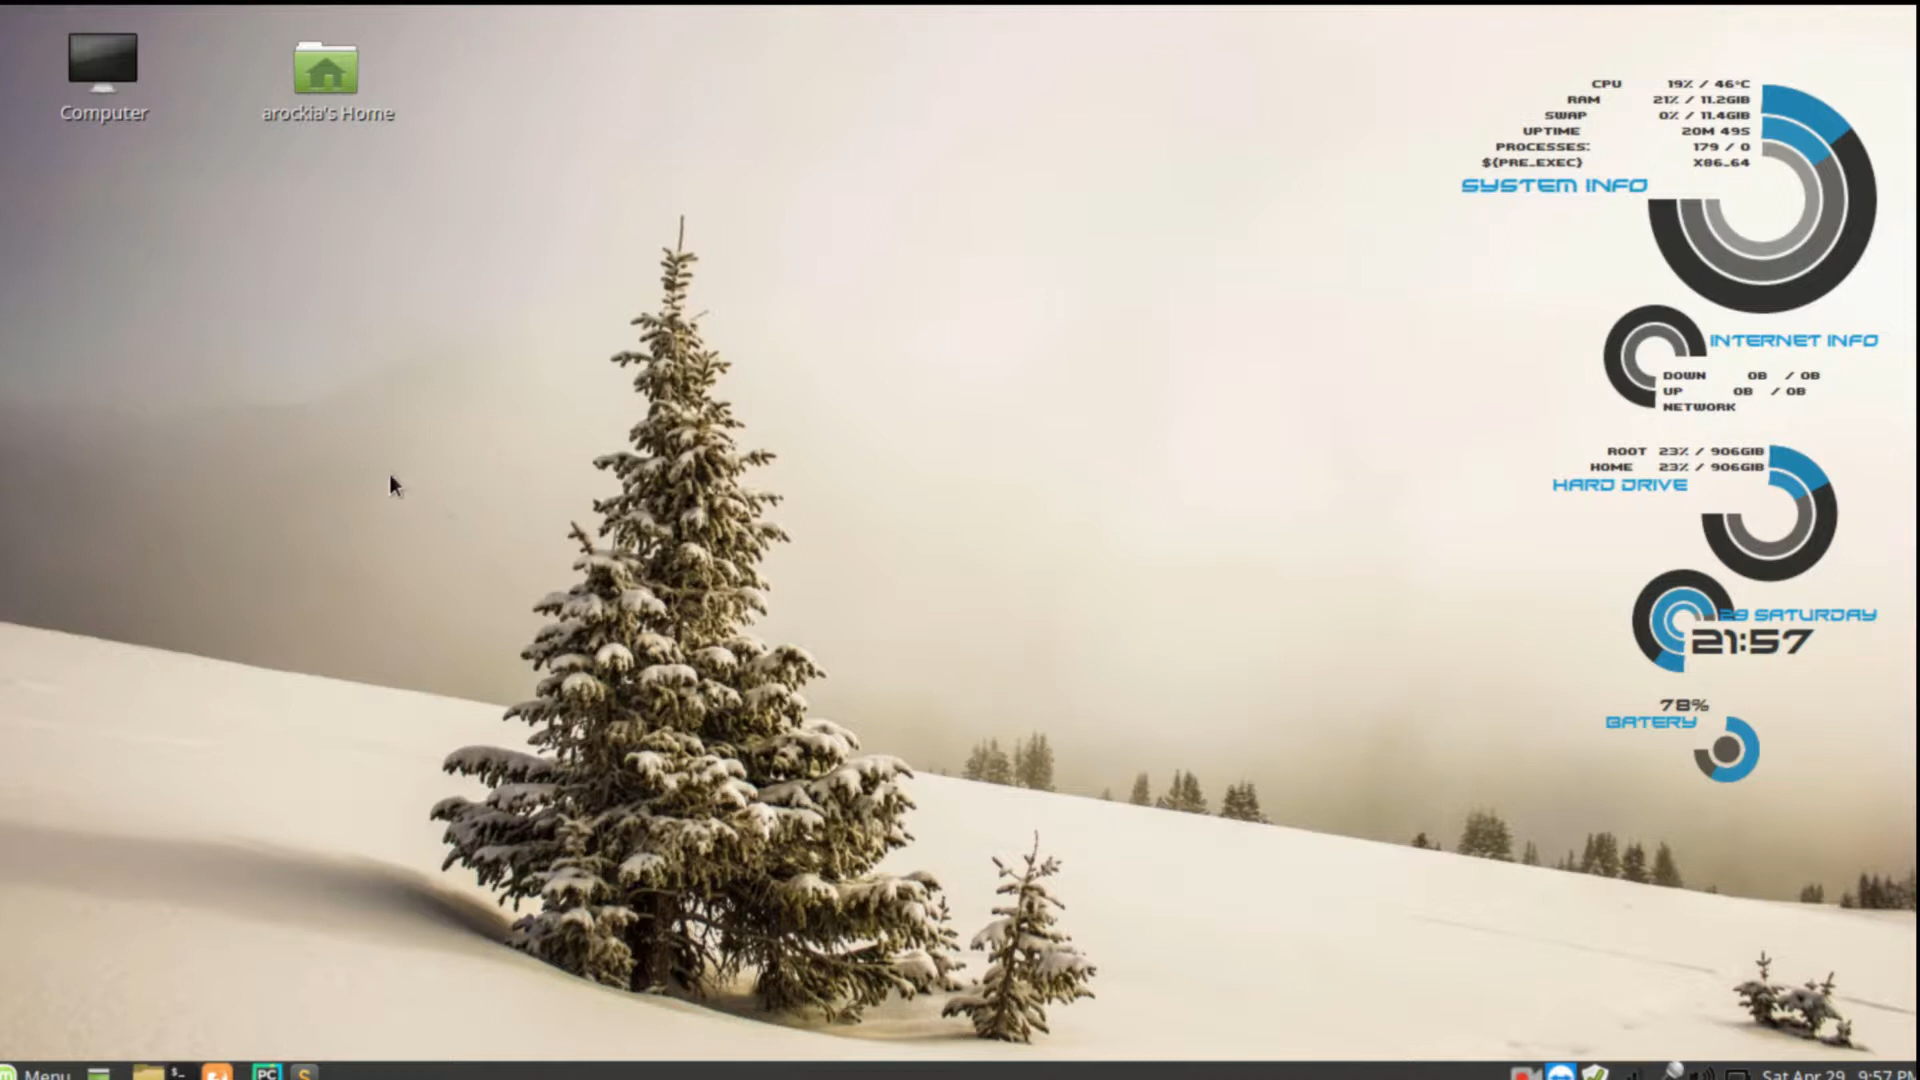 Computer
arockia's Home
CPU 19% / 46°C
RAM 21% / 11.2GIB
SWAP 0% / 11.4GIB
UPTIME 20M 49S
PROCESSES: 179 / 0
${PRE_EXEC} X86_64
SYSTEM INFO
INTERNET INFO
DOWN 0B / 0B
UP 0B / 0B
NETWORK
ROOT 23% / 906GIB
HOME 23% / 906GIB
HARD DRIVE
29 SATURDAY
21:57
78%
BATERY
Menu
$_
PC
S
Sat Apr 29, 9:57 PM